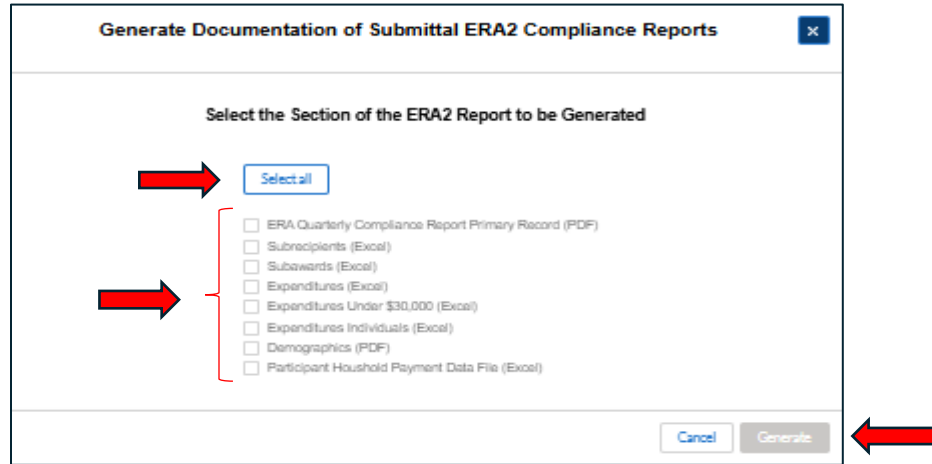 Generate Documentation of Submittal ERA2 Compliance Reports
×
Select the Section of the ERA2 Report to be Generated
Select all
ERA Quarterly Compliance Report Primary Record (PDF)
Subrecipients (Excel)
Subawards (Excel)
Expenditures (Excel)
Expenditures Under $30,000 (Excel)
Expenditures Individuals (Excel)
Demographics (PDF)
Participant Houshold Payment Data File (Excel)
Cancel Generate